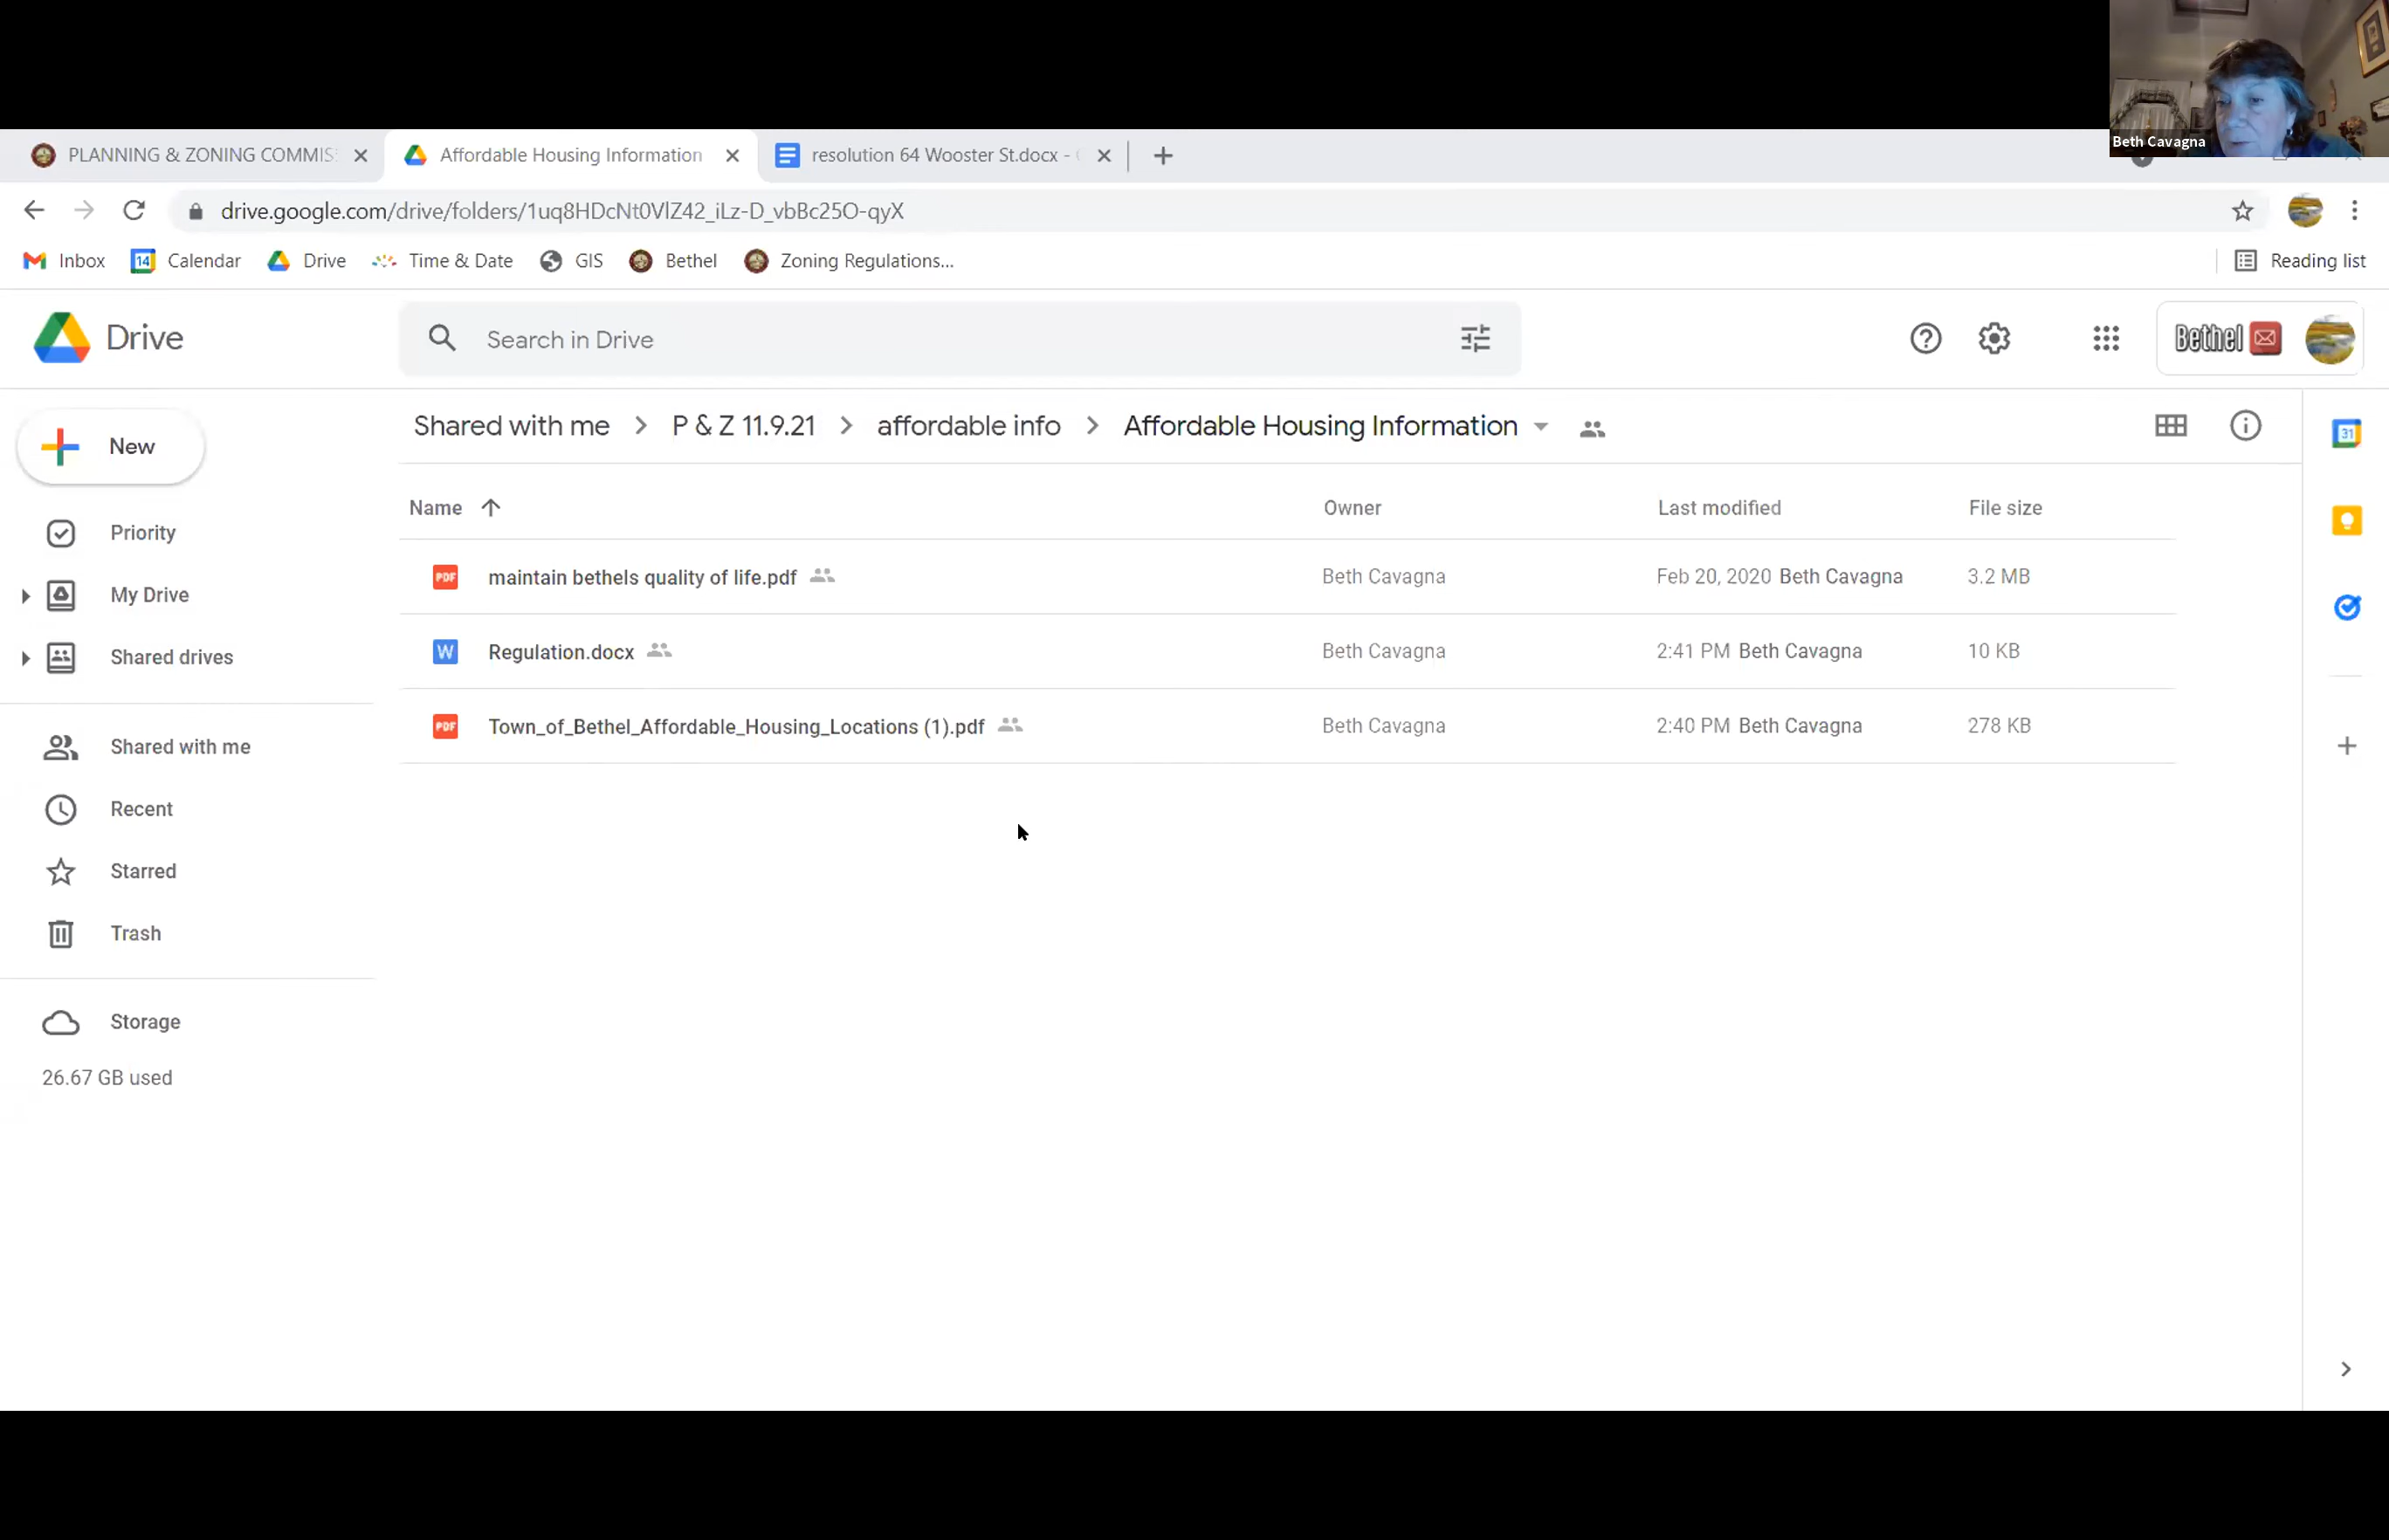 Beth Cavagna
PLANNING & ZONING COMMIS
Affordable Housing Information
resolution 64 Wooster St.docx -
drive.google.com/drive/folders/1uq8HDcNt0VlZ42_iLz-D_vbBc25O-qyX
Inbox 14 Calendar Drive Time & Date GIS Bethel Zoning Regulations... Reading list
Drive Search in Drive Bethel
Shared with me > P & Z 11.9.21 > affordable info > Affordable Housing Information
31
New
Name Owner Last modified File size
PDF maintain bethels quality of life.pdf Beth Cavagna Feb 20, 2020 Beth Cavagna 3.2 MB
W Regulation.docx Beth Cavagna 2:41 PM Beth Cavagna 10 KB
PDF Town_of_Bethel_Affordable_Housing_Locations (1).pdf Beth Cavagna 2:40 PM Beth Cavagna 278 KB
Priority
My Drive
Shared drives
Shared with me
Recent
Starred
Trash
Storage
26.67 GB used